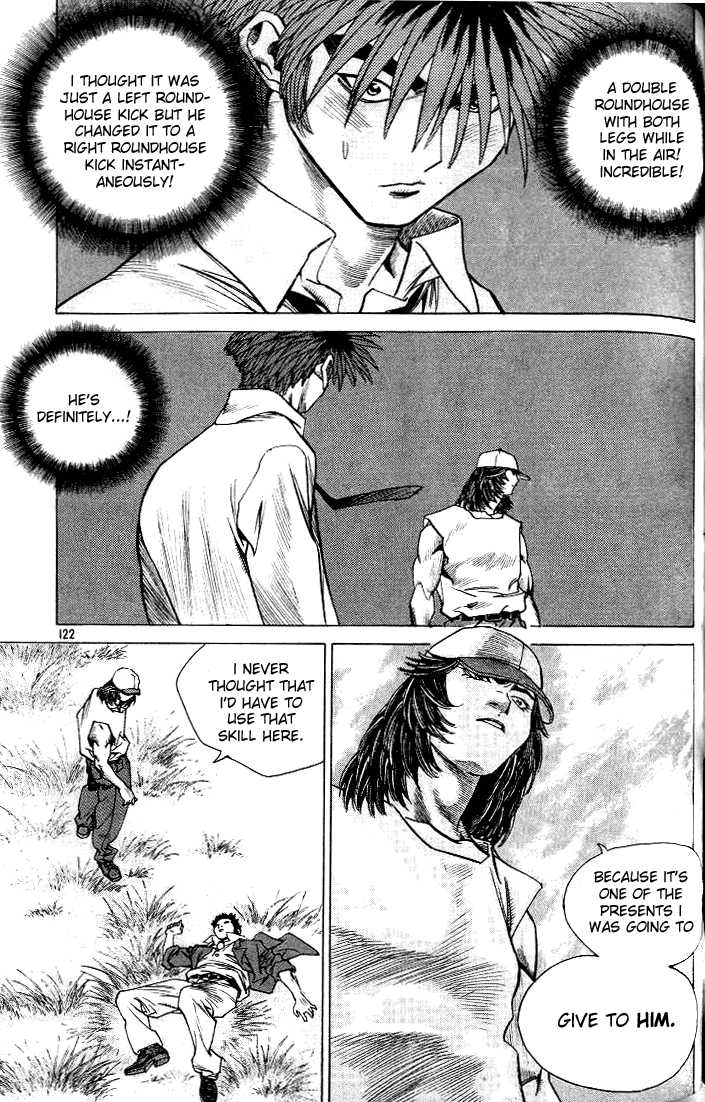 I THOUGHT IT WAS
JUST A LEFT ROUND-
HOUSE KICK BUT HE
CHANGED IT TO A
RIGHT ROUNDHOUSE
KICK INSTANT-
ANEOUSLY!
A DOUBLE
ROUNDHOUSE
WITH BOTH
LEGS WHILE
IN THE AIR!
INCREDIBLE!
HE'S
DEFINITELY...!
122
I NEVER
THOUGHT THAT
I'D HAVE TO
USE THAT
SKILL HERE.
BECAUSE IT'S
ONE OF THE
PRESENTS I
WAS GOING TO
GIVE TO HIM.